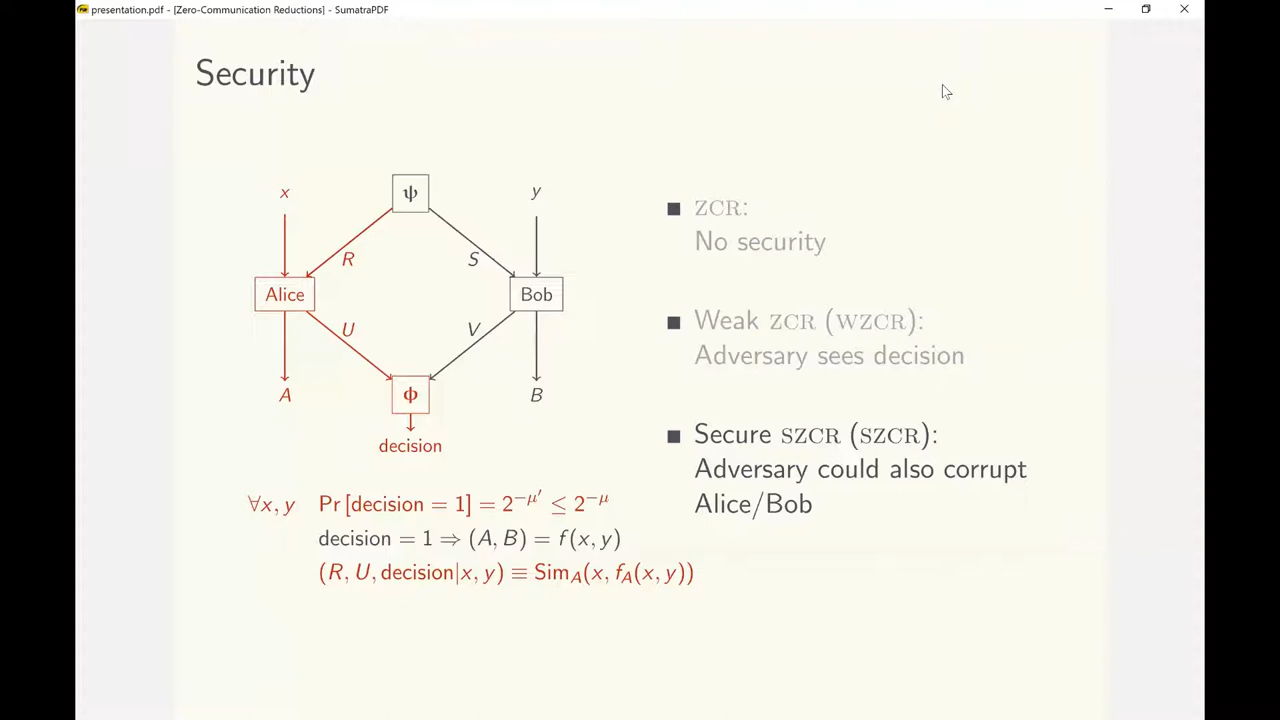 presentation.pdf - [Zero-Communication Reductions] - SumatraPDF
Security
x
ψ
y
R
S
Alice
Bob
U
V
A
ϕ
B
decision
∀x, y Pr [decision = 1] = 2^{−μ′} ≤ 2^{−μ}
decision = 1 ⇒ (A, B) = f(x, y)
(R, U, decision|x, y) ≡ Sim_A(x, f_A(x, y))
■ ZCR:
No security
■ Weak ZCR (WZCR):
Adversary sees decision
■ Secure SZCR (SZCR):
Adversary could also corrupt
Alice/Bob